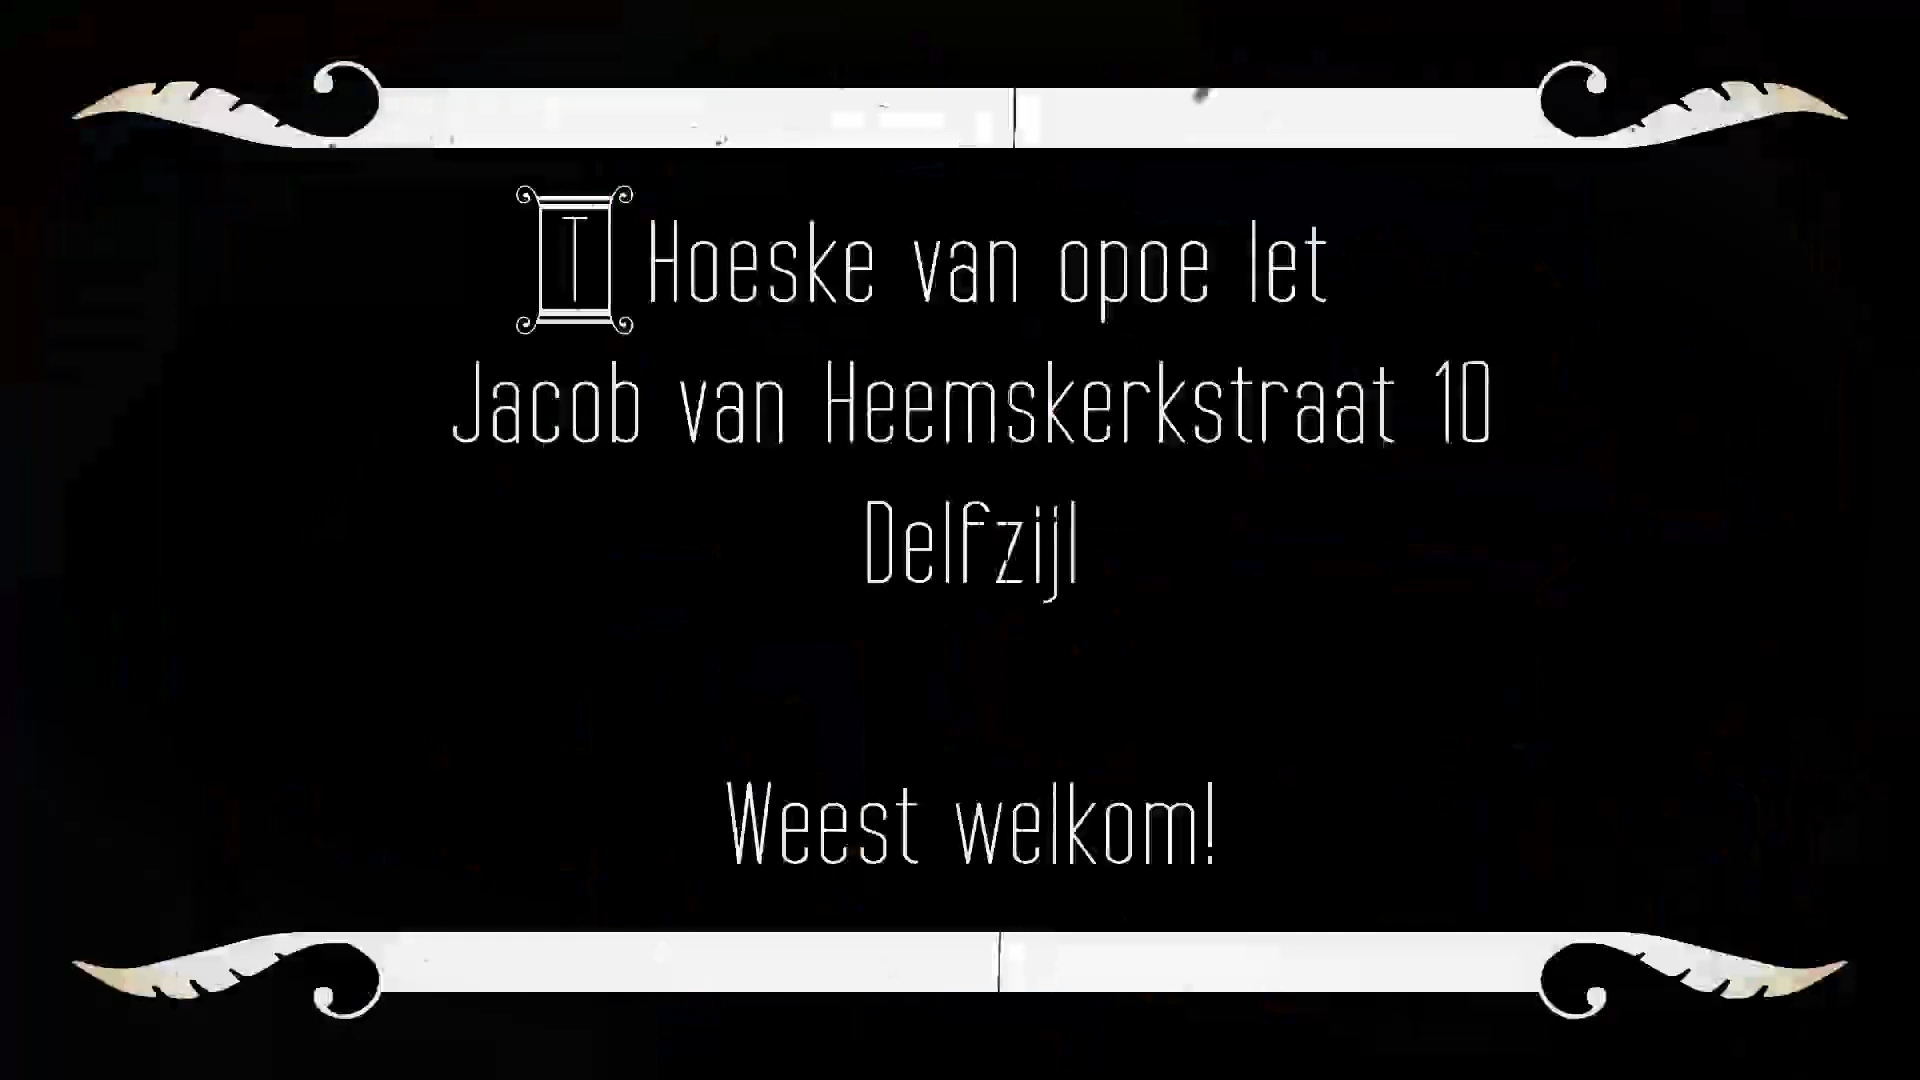 T Hoeske van opoe let
Jacob van Heemskerkstraat 10
Delfzijl
Weest welkom!